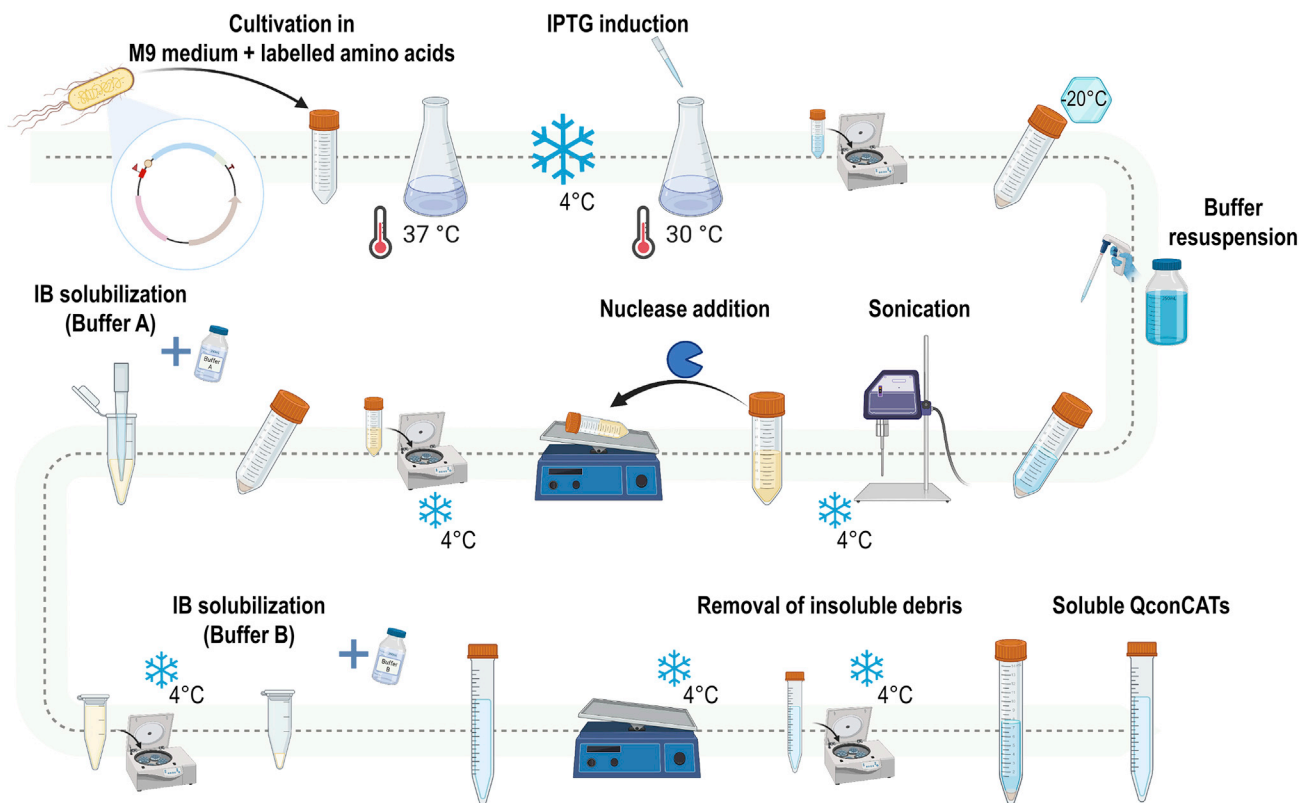 Cultivation in
M9 medium + labelled amino acids
IPTG induction
-20°C
4°C
37 °C
30 °C
Buffer
resuspension
IB solubilization
(Buffer A)
Buffer
A
Nuclease addition
Sonication
4°C
4°C
IB solubilization
(Buffer B)
Buffer
B
Removal of insoluble debris
Soluble QconCATs
4°C
4°C
4°C